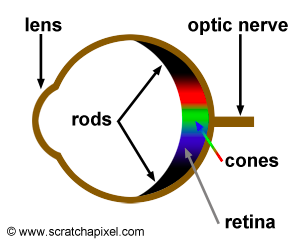 lens
optic nerve
rods
cones
retina
© www.scratchapixel.com